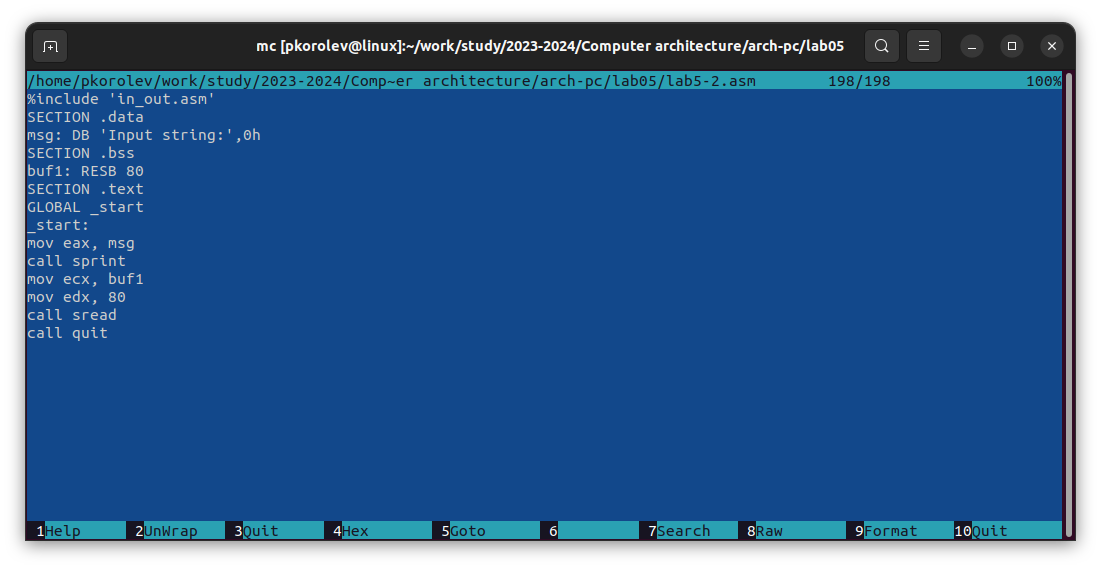 mc [pkorolev@linux]:~/work/study/2023-2024/Computer architecture/arch-pc/lab05
/home/pkorolev/work/study/2023-2024/Comp~er architecture/arch-pc/lab05/lab5-2.asm 198/198 100%
%include 'in_out.asm'
SECTION .data
msg: DB 'Input string:',0h
SECTION .bss
buf1: RESB 80
SECTION .text
GLOBAL _start
_start:
mov eax, msg
call sprint
mov ecx, buf1
mov edx, 80
call sread
call quit
1Help 2UnWrap 3Quit 4Hex 5Goto 6 7Search 8Raw 9Format 10Quit